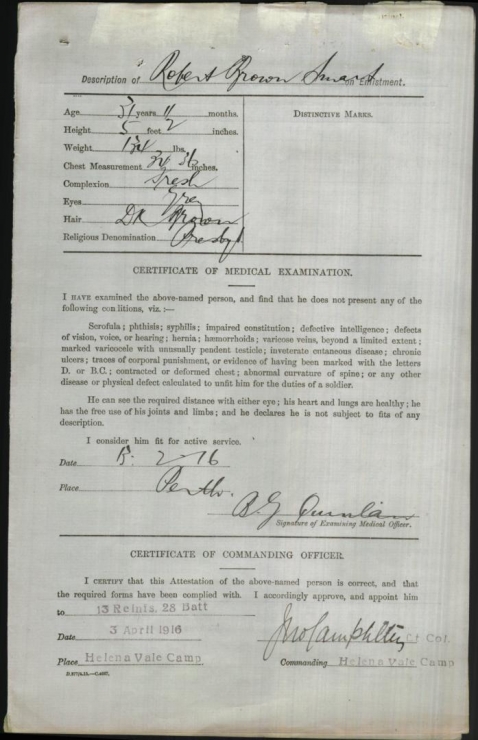 Description of Robert Brown Smart on Enlistment.
Age 31 years 11 months.
Height 5 feet 2 inches.
Weight 134 lbs.
Chest Measurement 34 36 inches.
Complexion Fresh
Eyes Grey
Hair Dk Brown
Religious Denomination Presbyt
DISTINCTIVE MARKS.
CERTIFICATE OF MEDICAL EXAMINATION.
I HAVE examined the above-named person, and find that he does not present any of the
following conditions, viz. :—
Scrofula; phthisis; syphilis; impaired constitution; defective intelligence; defects
of vision, voice, or hearing; hernia; hæmorrhoids; varicose veins, beyond a limited extent;
marked varicocele with unusually pendent testicle; inveterate cutaneous disease; chronic
ulcers; traces of corporal punishment, or evidence of having been marked with the letters
D. or B.C.; contracted or deformed chest; abnormal curvature of spine; or any other
disease or physical defect calculated to unfit him for the duties of a soldier.
He can see the required distance with either eye; his heart and lungs are healthy; he
has the free use of his joints and limbs; and he declares he is not subject to fits of any
description.
I consider him fit for active service.
Date 2-16
Place Perth.
Quinlan
Signature of Examining Medical Officer.
CERTIFICATE OF COMMANDING OFFICER.
I CERTIFY that this Attestation of the above-named person is correct, and that
the required forms have been complied with. I accordingly approve, and appoint him
to 13 Reinfs. 28 Batt
Date 3 April 1916
Jno Campbell Lt Col.
Place Helena Vale Camp
Commanding Helena Vale Camp